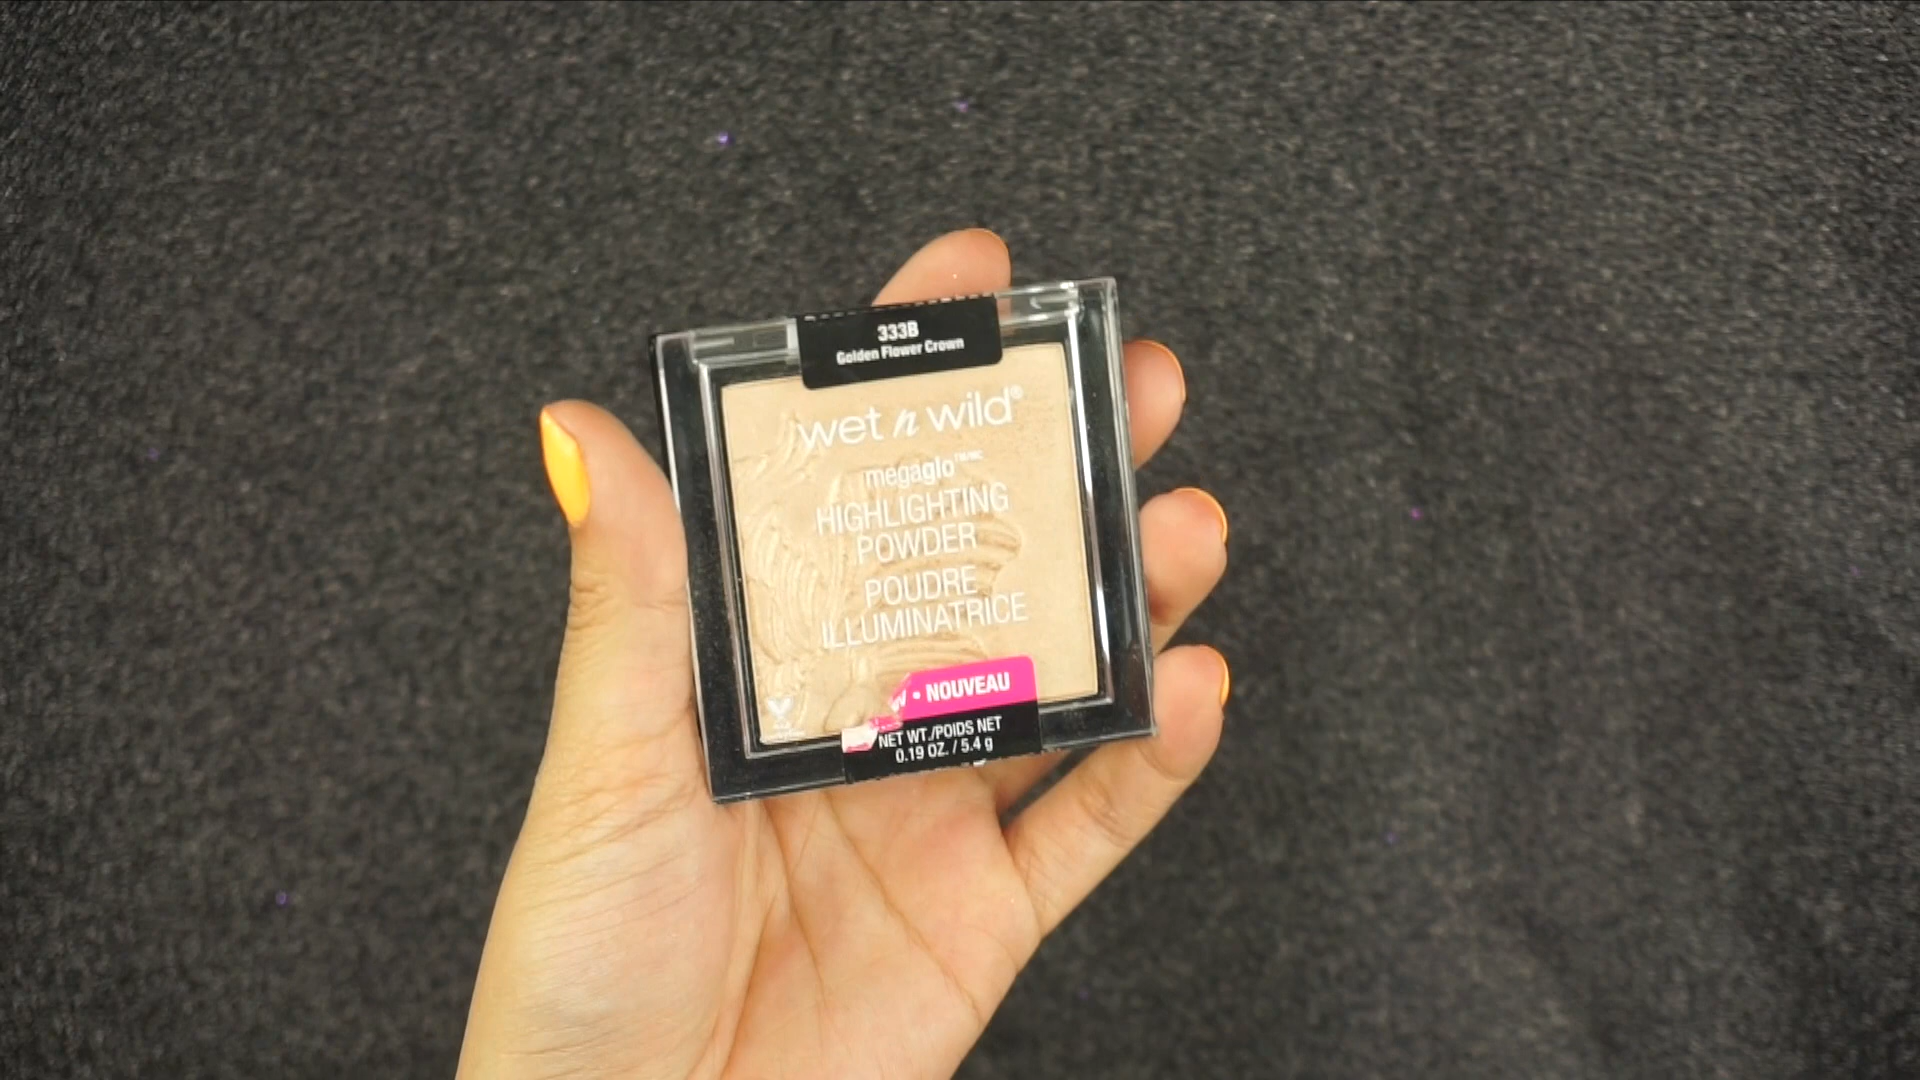 333B
Golden Flower Crown
wet n wild®
megaglo™/MC
HIGHLIGHTING
POWDER
POUDRE
ILLUMINATRICE
• NOUVEAU
NET WT./POIDS NET
0.19 OZ. / 5.4 g